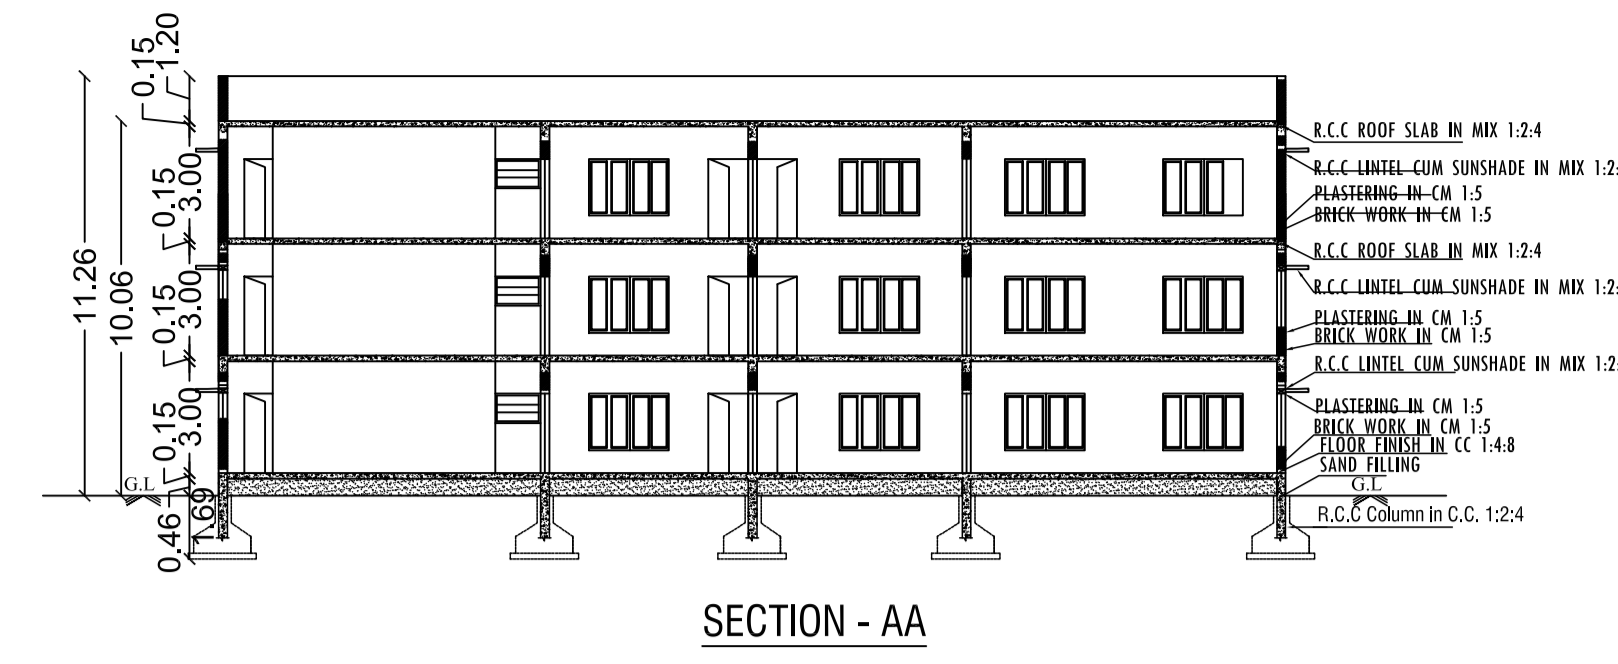 0.15
1.20
11.26
10.06
3.00
0.15
3.00
0.15
3.00
0.15
0.46
1.69
G.L
R.C.C ROOF SLAB IN MIX 1:2:4
R.C.C LINTEL CUM SUNSHADE IN MIX 1:2:
PLASTERING IN CM 1:5
BRICK WORK IN CM 1:5
R.C.C ROOF SLAB IN MIX 1:2:4
R.C.C LINTEL CUM SUNSHADE IN MIX 1:2:
PLASTERING IN CM 1:5
BRICK WORK IN CM 1:5
R.C.C LINTEL CUM SUNSHADE IN MIX 1:2:
PLASTERING IN CM 1:5
BRICK WORK IN CM 1:5
FLOOR FINISH IN CC 1:4:8
SAND FILLING
G.L
R.C.C Column in C.C. 1:2:4
SECTION - AA